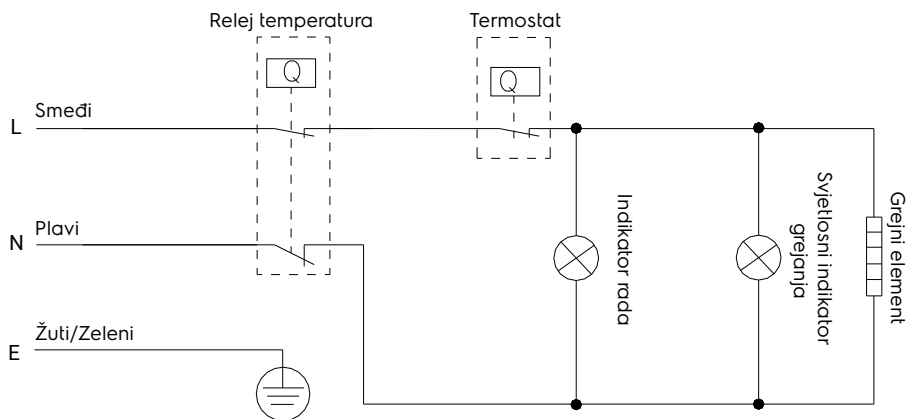 Relej temperatura
Termostat
Q
Q
L
Smeđi
N
Plavi
E
Žuti/Zeleni
Indikator rada
Svjetlosni indikator
grejanja
Grejni element